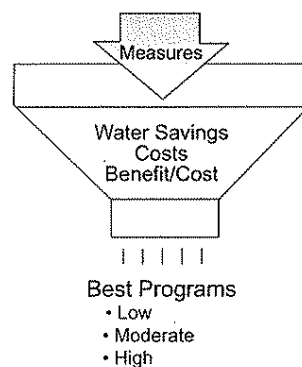 Measures
Water Savings
Costs
Benefit/Cost
Best Programs
• Low
• Moderate
• High